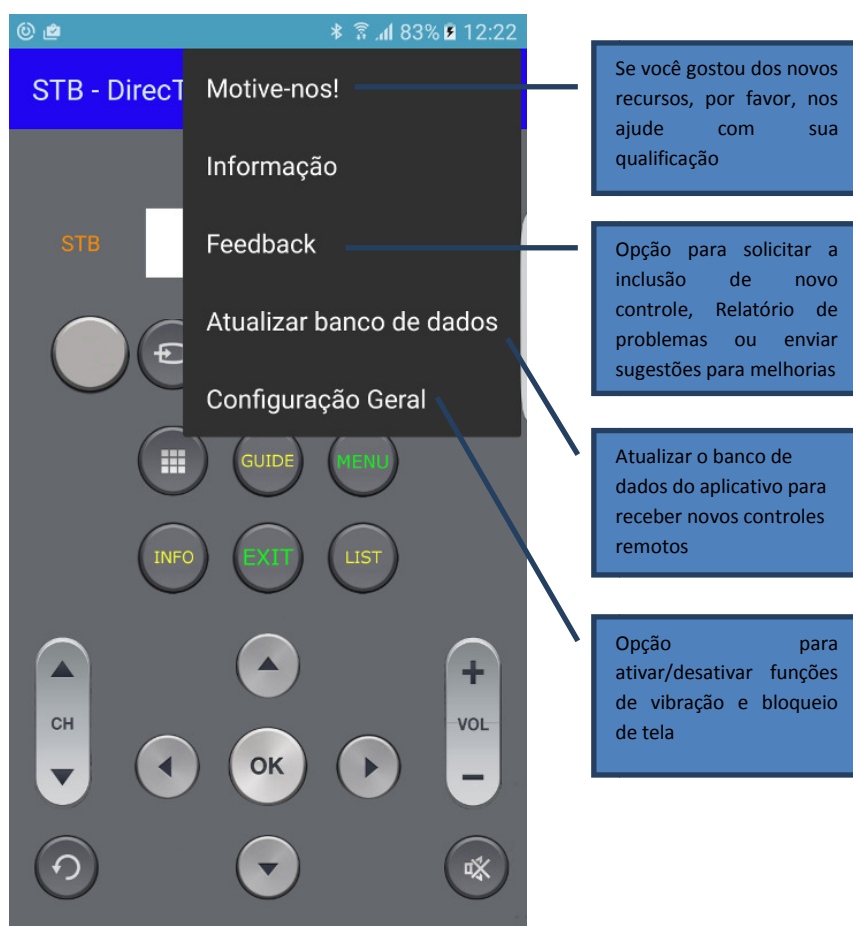 83% 12:22
STB - DirecT
Motive-nos!
Informação
Feedback
Atualizar banco de dados
Configuração Geral
STB
GUIDE
MENU
INFO
EXIT
LIST
CH
OK
+
VOL
−
Se você gostou dos novos
recursos, por favor, nos
ajude com sua
qualificação
Opção para solicitar a
inclusão de novo
controle, Relatório de
problemas ou enviar
sugestões para melhorias
Atualizar o banco de
dados do aplicativo para
receber novos controles
remotos
Opção para
ativar/desativar funções
de vibração e bloqueio
de tela